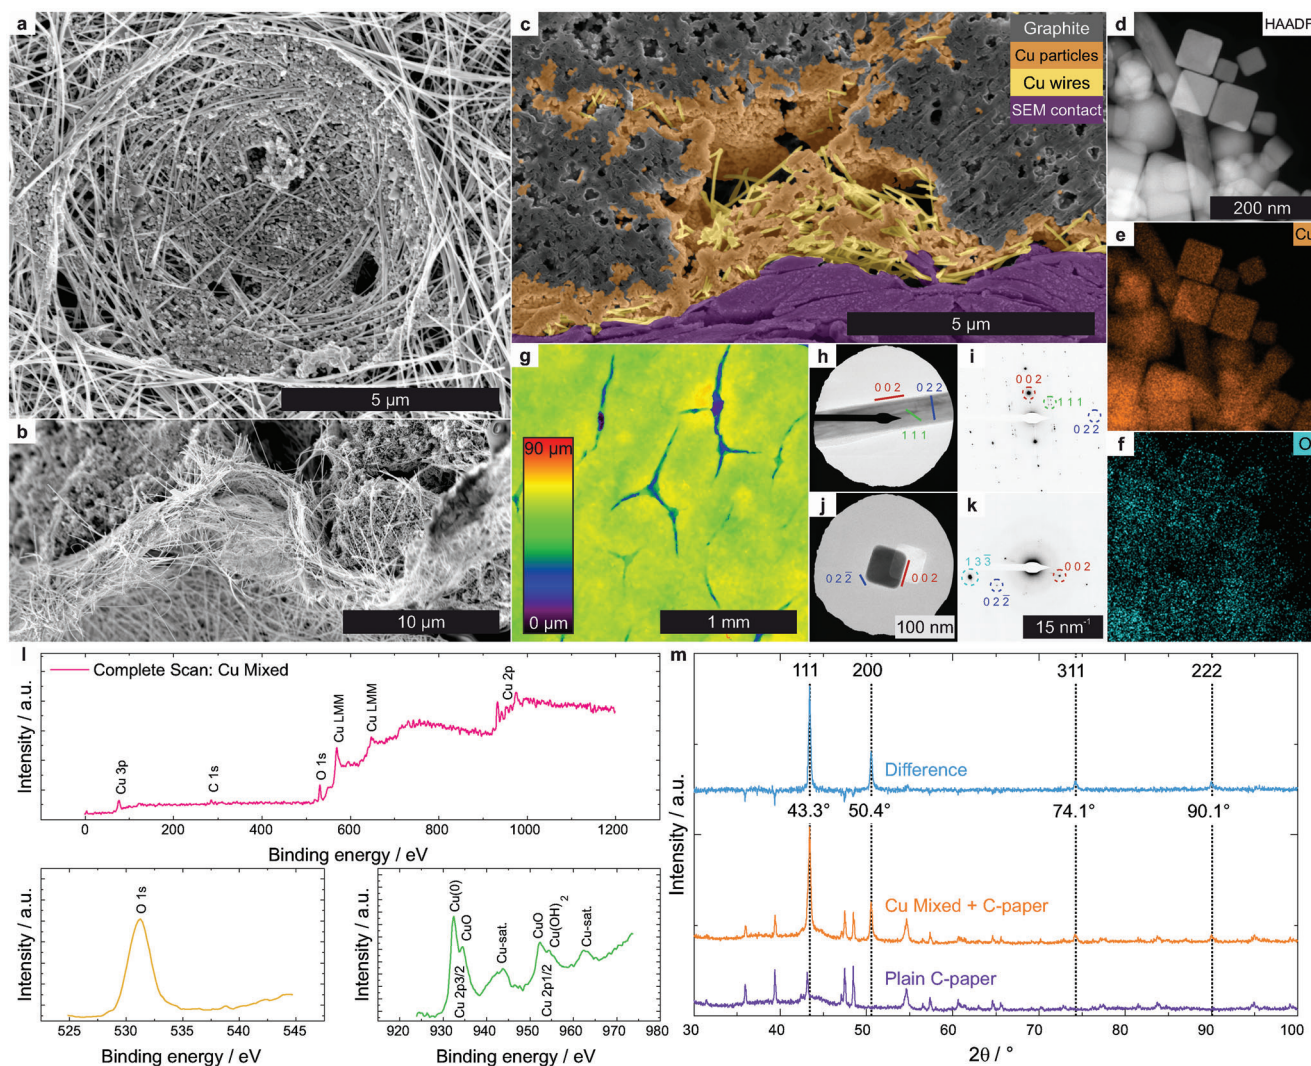 a
5 µm
b
10 µm
c
Graphite
Cu particles
Cu wires
SEM contact
5 µm
d
HAADF
200 nm
e
Cu
f
O
g
90 µm
0 µm
1 mm
h
0 0 2
0 2 2
1 1 1
i
0 0 2
1̄ 1 1
0 2 2̄
j
0 2 2̄
0 0 2
100 nm
k
1 3 3̄
0 2 2̄
0 0 2
15 nm⁻¹
l
Complete Scan: Cu Mixed
Intensity / a.u.
Cu 3p
C 1s
O 1s
Cu LMM
Cu LMM
Cu 2p
0 200 400 600 800 1000 1200
Binding energy / eV
Intensity / a.u.
O 1s
525 530 535 540 545
Binding energy / eV
Intensity / a.u.
Cu(0)
CuO
Cu-sat.
CuO
Cu(OH)₂
Cu-sat.
Cu 2p3/2
Cu 2p1/2
920 930 940 950 960 970 980
Binding energy / eV
m
111 200 311 222
Difference
43.3° 50.4° 74.1° 90.1°
Cu Mixed + C-paper
Plain C-paper
Intensity / a.u.
30 40 50 60 70 80 90 100
2θ / °